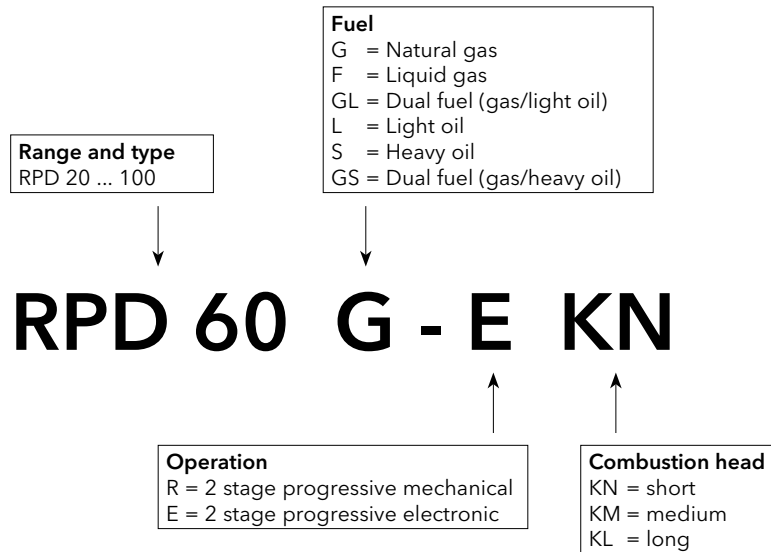 Fuel
G = Natural gas
F = Liquid gas
GL = Dual fuel (gas/light oil)
L = Light oil
S = Heavy oil
GS = Dual fuel (gas/heavy oil)
Range and type
RPD 20 ... 100
RPD 60 G - E KN
Operation
R = 2 stage progressive mechanical
E = 2 stage progressive electronic
Combustion head
KN = short
KM = medium
KL = long